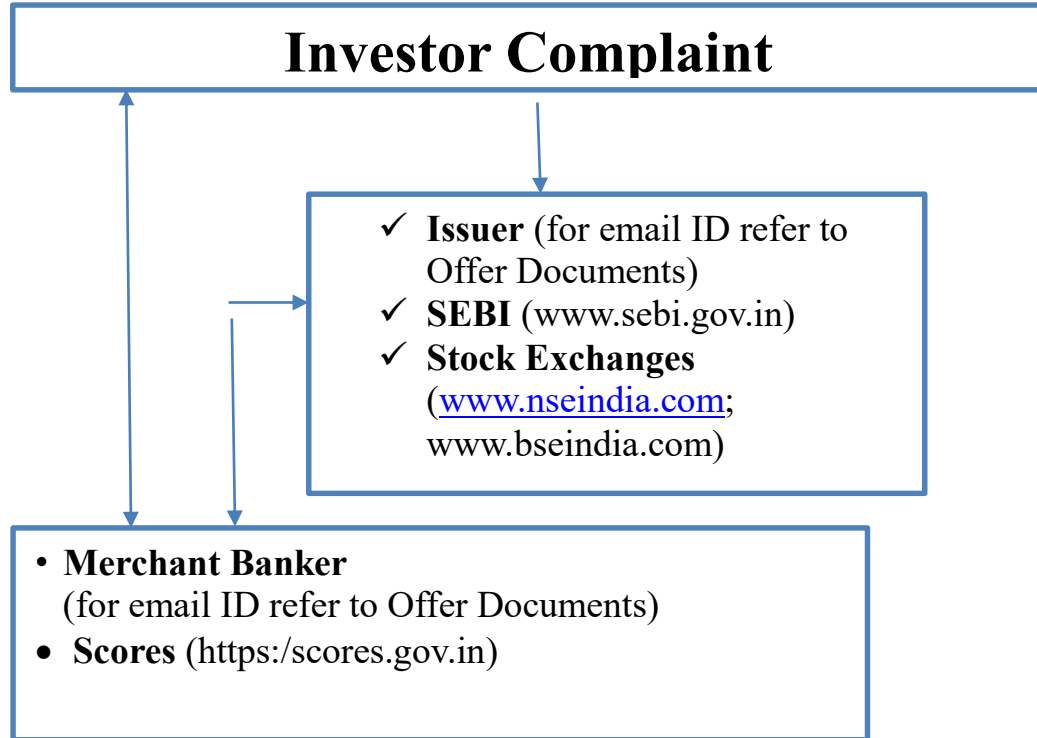 Investor Complaint
✓ Issuer (for email ID refer to
Offer Documents)
✓ SEBI (www.sebi.gov.in)
✓ Stock Exchanges
(www.nseindia.com;
www.bseindia.com)
• Merchant Banker
(for email ID refer to Offer Documents)
• Scores (https:/scores.gov.in)